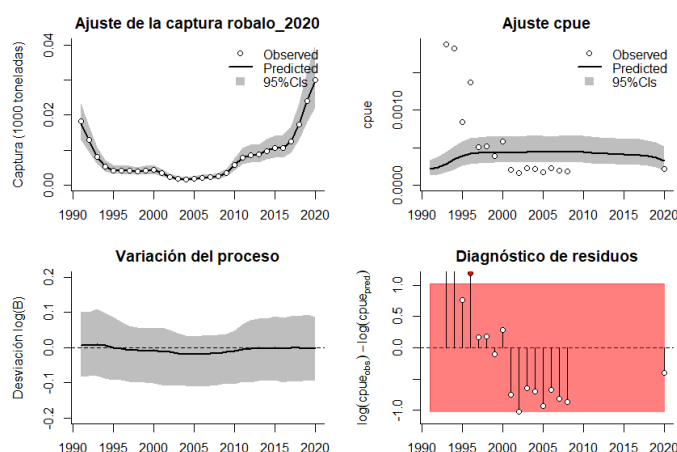 Ajuste de la captura robalo_2020
Captura (1000 toneladas)
0.04
0.02
0.00
Observed
Predicted
95%CIs
1990 1995 2000 2005 2010 2015 2020
Ajuste cpue
cpue
0.0010
0.0000
Observed
Predicted
95%CIs
1990 1995 2000 2005 2010 2015 2020
Variación del proceso
Desviación log(B)
0.2
0.1
0.0
-0.1
-0.2
1990 1995 2000 2005 2010 2015 2020
Diagnóstico de residuos
log(cpue_obs) − log(cpue_pred.)
1.0
0.5
0.0
-1.0
1990 1995 2000 2005 2010 2015 2020